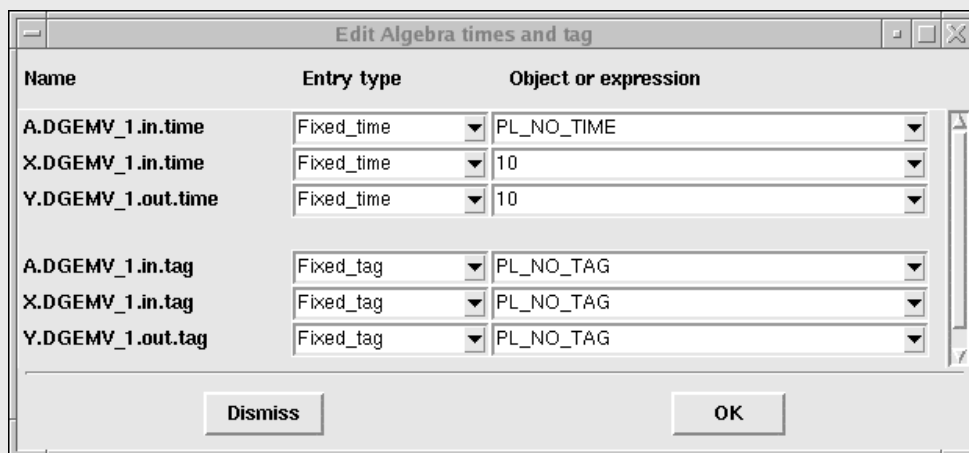 Edit Algebra times and tag
Name Entry type Object or expression
A.DGEMV_1.in.time Fixed_time PL_NO_TIME
X.DGEMV_1.in.time Fixed_time 10
Y.DGEMV_1.out.time Fixed_time 10
A.DGEMV_1.in.tag Fixed_tag PL_NO_TAG
X.DGEMV_1.in.tag Fixed_tag PL_NO_TAG
Y.DGEMV_1.out.tag Fixed_tag PL_NO_TAG
Dismiss OK